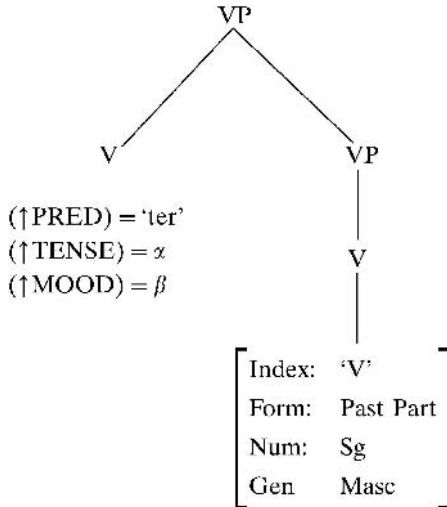 VP
V VP
(↑PRED) = ‘ter’
(↑TENSE) = α
V
(↑MOOD) = β
Index: ‘V’
Form: Past Part
Num: Sg
Gen Masc